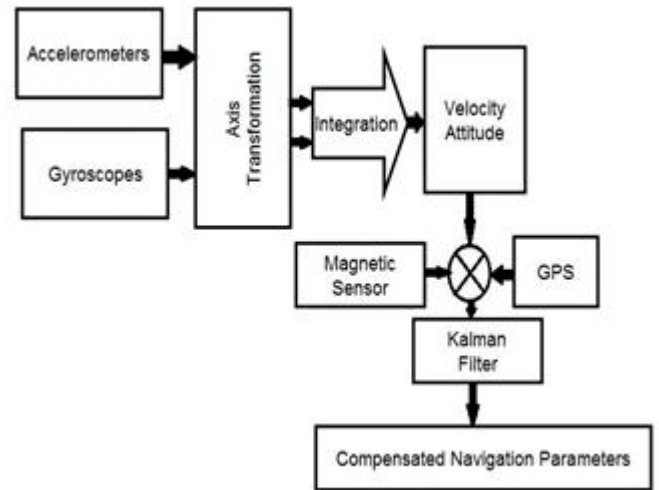 Accelerometers
Gyroscopes
Axis
Transformation
Integration
Velocity
Attitude
Magnetic
Sensor
GPS
Kalman
Filter
Compensated Navigation Parameters